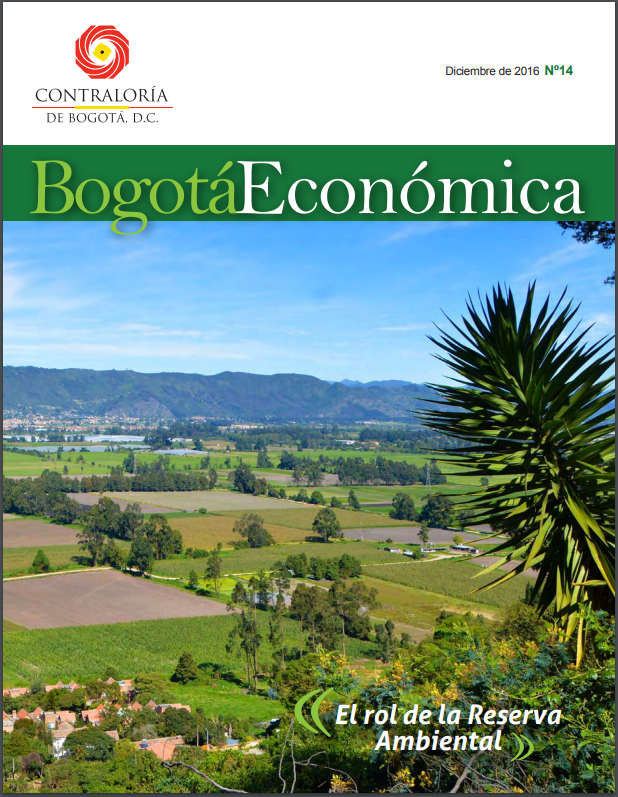 CONTRALORÍA
DE BOGOTÁ, D.C.
Diciembre de 2016 Nº14
BogotáEconómica
El rol de la Reserva
Ambiental